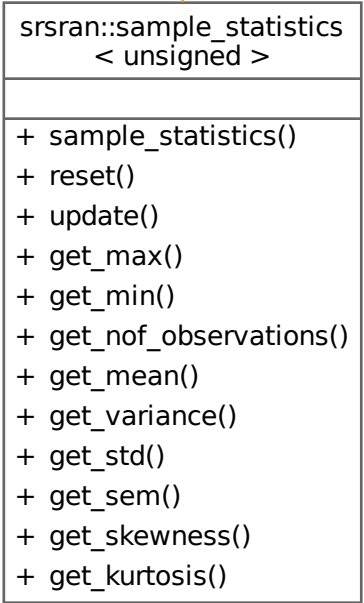 srsran::sample_statistics
< unsigned >
+ sample_statistics()
+ reset()
+ update()
+ get_max()
+ get_min()
+ get_nof_observations()
+ get_mean()
+ get_variance()
+ get_std()
+ get_sem()
+ get_skewness()
+ get_kurtosis()